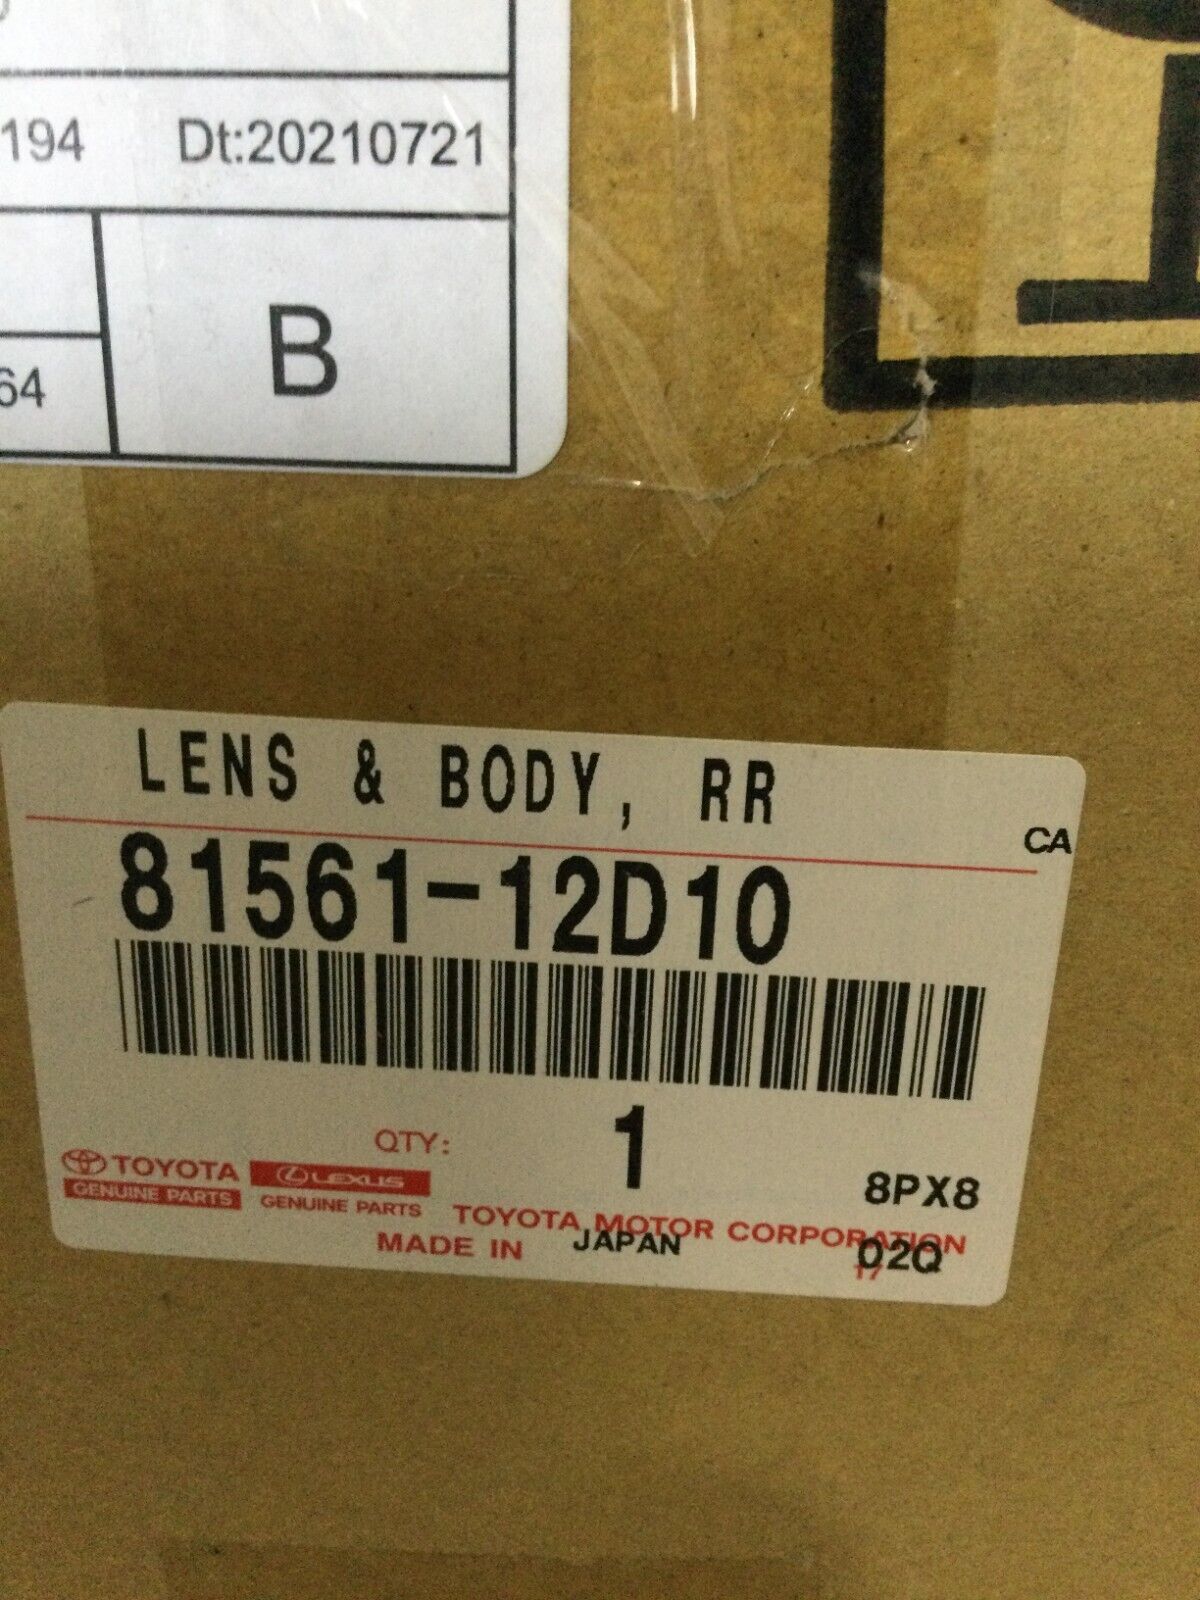 194 Dt:20210721
B
64
LENS & BODY, RR
CA
81561-12D10
QTY: 1
8PX8
TOYOTA LEXUS
GENUINE PARTS GENUINE PARTS
TOYOTA MOTOR CORPORATION
MADE IN JAPAN 02Q
17